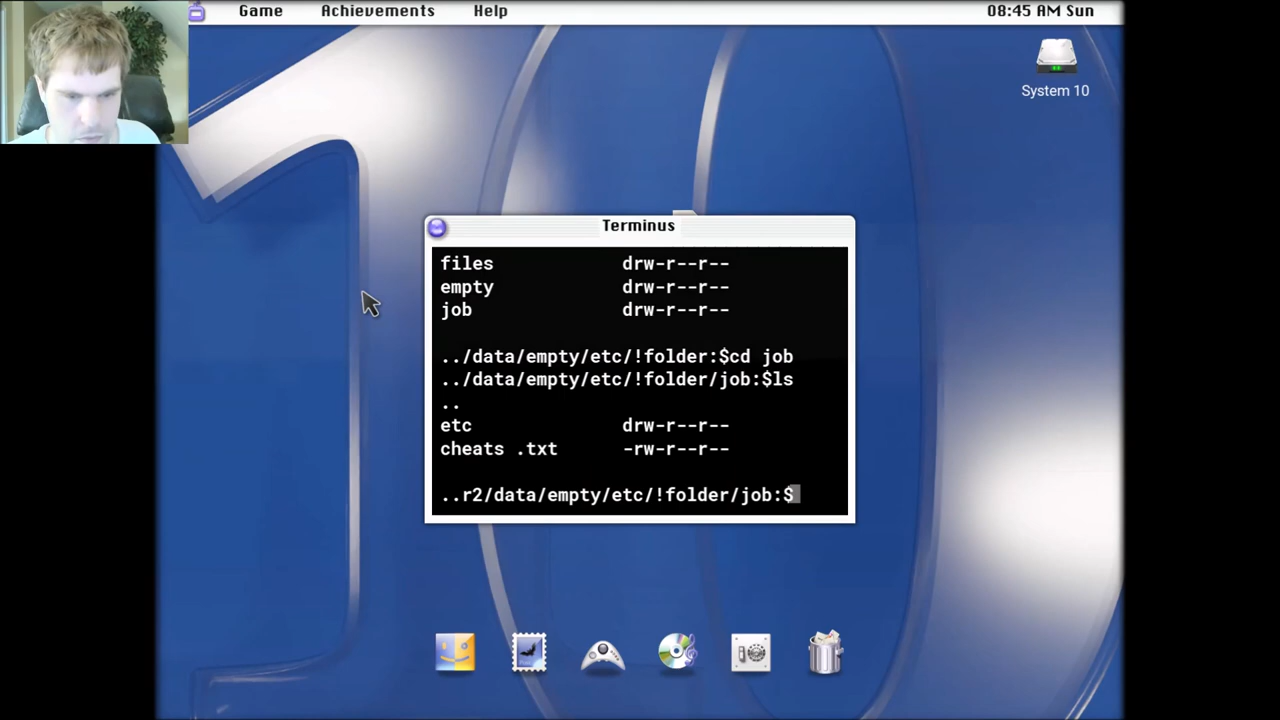 Game Achievements Help 08:45 AM Sun
System 10
Terminus
files drw-r--r--
empty drw-r--r--
job drw-r--r--
../data/empty/etc/!folder:$cd job
../data/empty/etc/!folder/job:$ls
..
etc drw-r--r--
cheats .txt -rw-r--r--
..r2/data/empty/etc/!folder/job:$